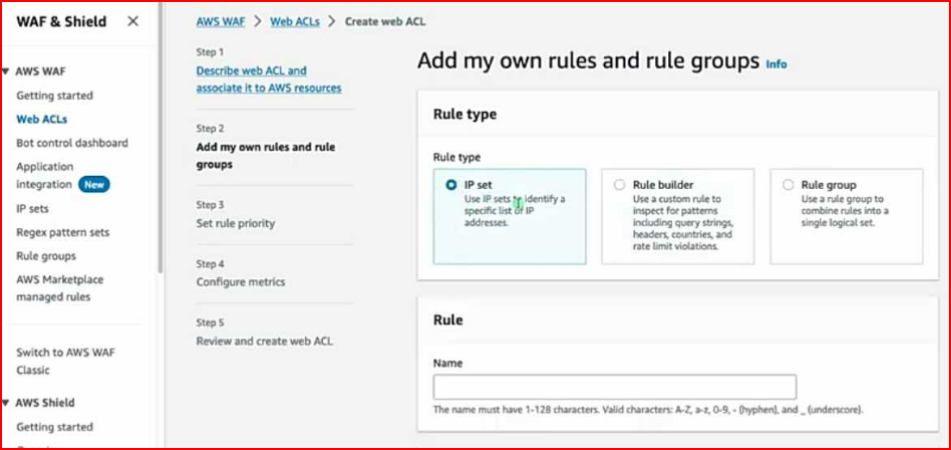 WAF & Shield
AWS WAF
Getting started
Web ACLs
Bot control dashboard
Application
integration New
IP sets
Regex pattern sets
Rule groups
AWS Marketplace
managed rules
Switch to AWS WAF
Classic
AWS Shield
Getting started
AWS WAF > Web ACLs > Create web ACL
Step 1
Describe web ACL and
associate it to AWS resources
Step 2
Add my own rules and rule
groups
Step 3
Set rule priority
Step 4
Configure metrics
Step 5
Review and create web ACL
Add my own rules and rule groups Info
Rule type
Rule type
IP set
Use IP sets to identify a
specific list of IP
addresses.
Rule builder
Use a custom rule to
inspect for patterns
including query strings,
headers, countries, and
rate limit violations.
Rule group
Use a rule group to
combine rules into a
single logical set.
Rule
Name
The name must have 1-128 characters. Valid characters: A-Z, a-z, 0-9, - (hyphen), and _ (underscore).